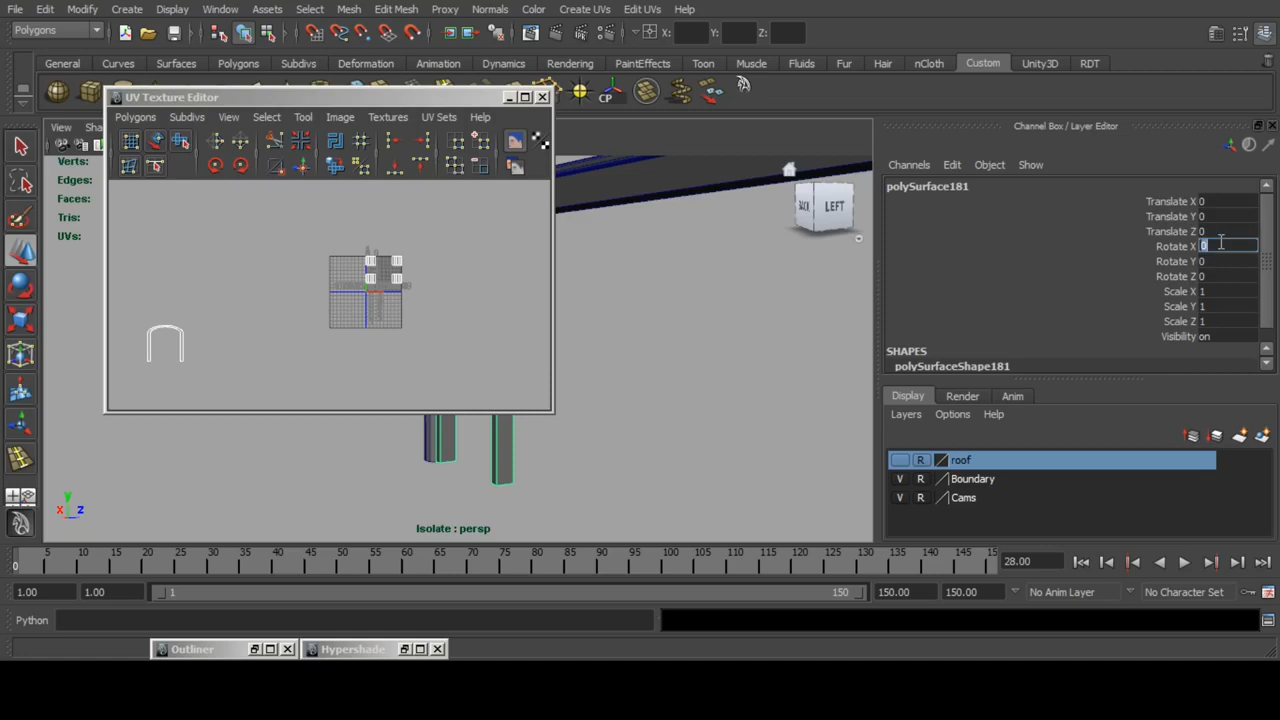 File Edit Modify Create Display Window Assets Select Mesh Edit Mesh Proxy Normals Color Create UVs Edit UVs Help
Polygons X: Y: Z:
General Curves Surfaces Polygons Subdivs Deformation Animation Dynamics Rendering PaintEffects Toon Muscle Fluids Fur Hair nCloth Custom Unity3D RDT
CP
UV Texture Editor
Polygons Subdivs View Select Tool Image Textures UV Sets Help
View Sha
Verts:
Edges:
Faces:
Tris:
UVs:
BACK LEFT
y
x z
Isolate : persp
Channel Box / Layer Editor
Channels Edit Object Show
polySurface181
Translate X 0
Translate Y 0
Translate Z 0
Rotate X 0
Rotate Y 0
Rotate Z 0
Scale X 1
Scale Y 1
Scale Z 1
Visibility on
SHAPES
polySurfaceShape181
Display Render Anim
Layers Options Help
R roof
V R Boundary
V R Cams
0 5 10 15 20 25 30 35 40 45 50 55 60 65 70 75 80 85 90 95 100 105 110 115 120 125 130 135 140 145 15 28.00
1.00 1.00 1 150 150.00 150.00 No Anim Layer No Character Set
Python
Outliner Hypershade